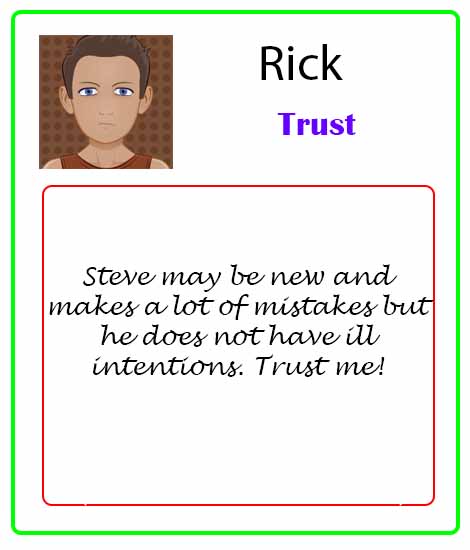 Rick
Trust
Steve may be new and
makes a lot of mistakes but
he does not have ill
intentions. Trust me!